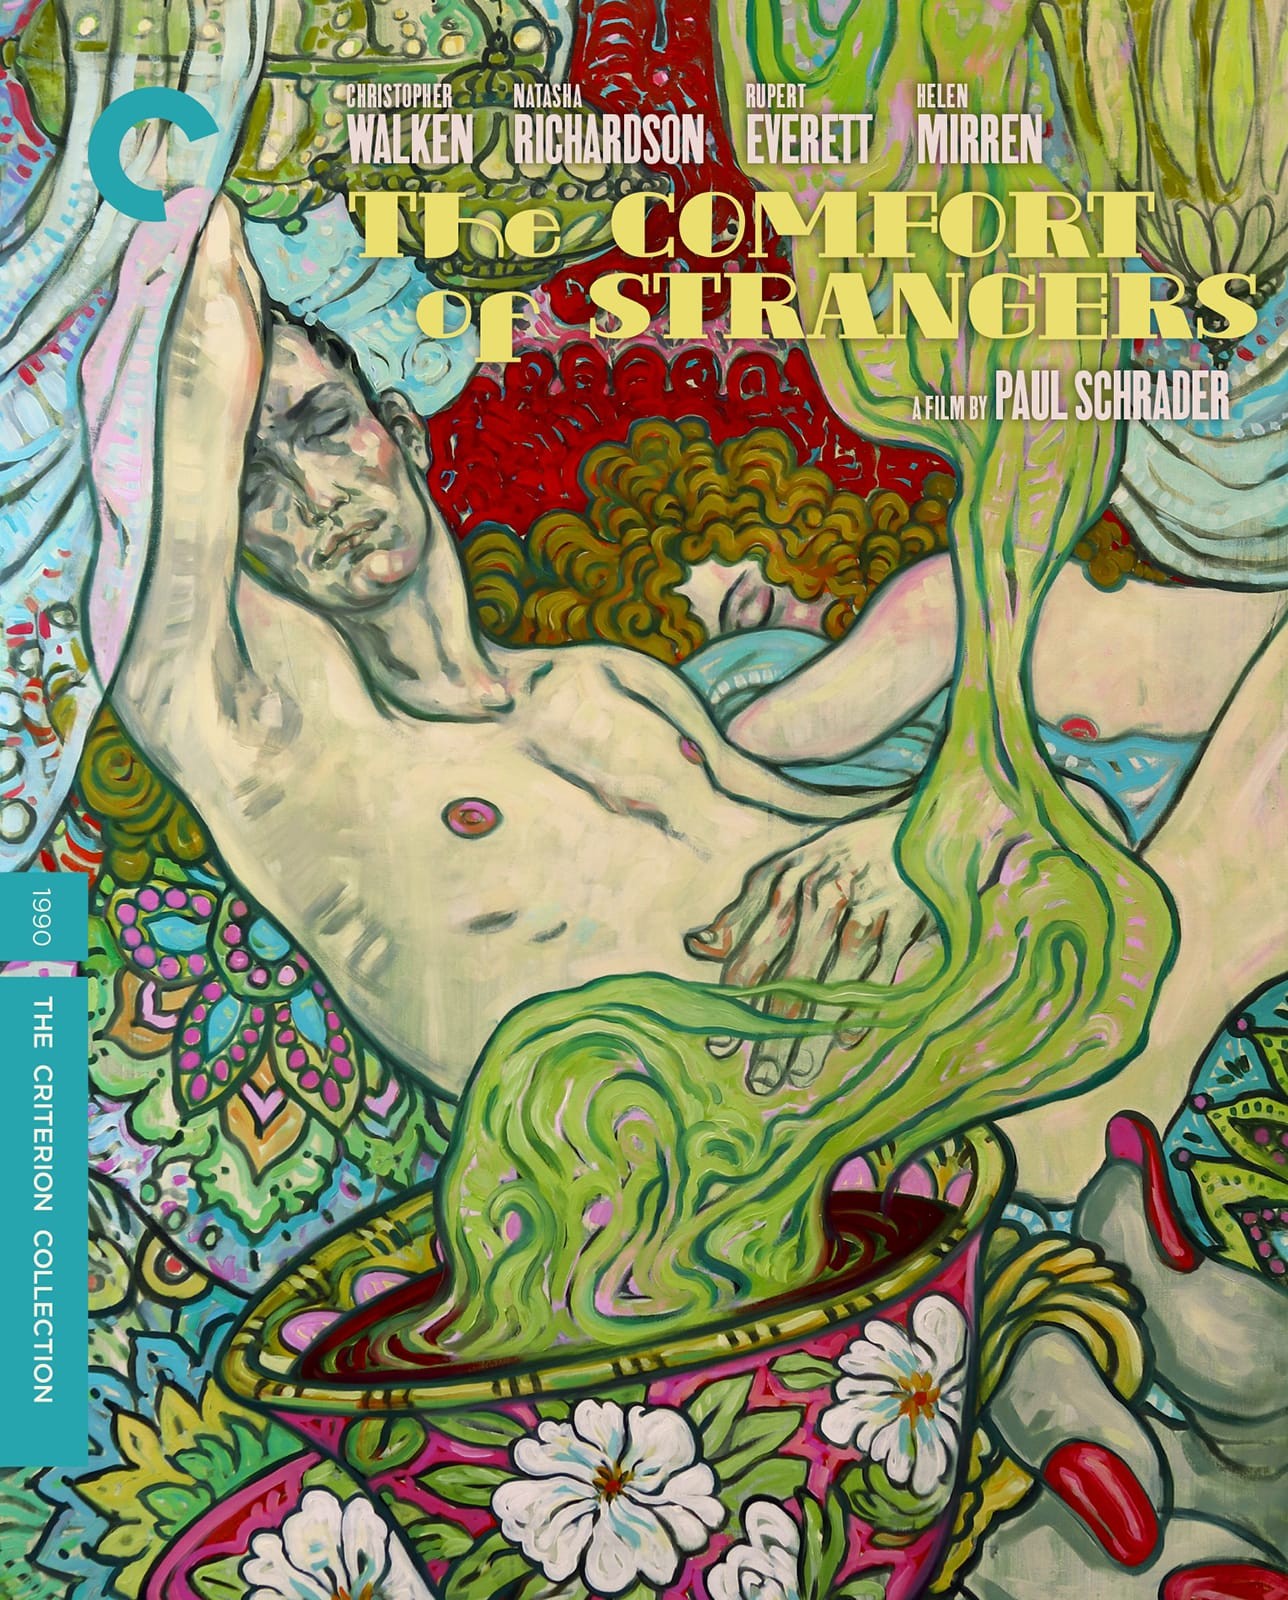 CHRISTOPHER WALKEN
NATASHA RICHARDSON
RUPERT EVERETT
HELEN MIRREN
The COMFORT
of STRANGERS
A FILM BY PAUL SCHRADER
1990
THE CRITERION COLLECTION